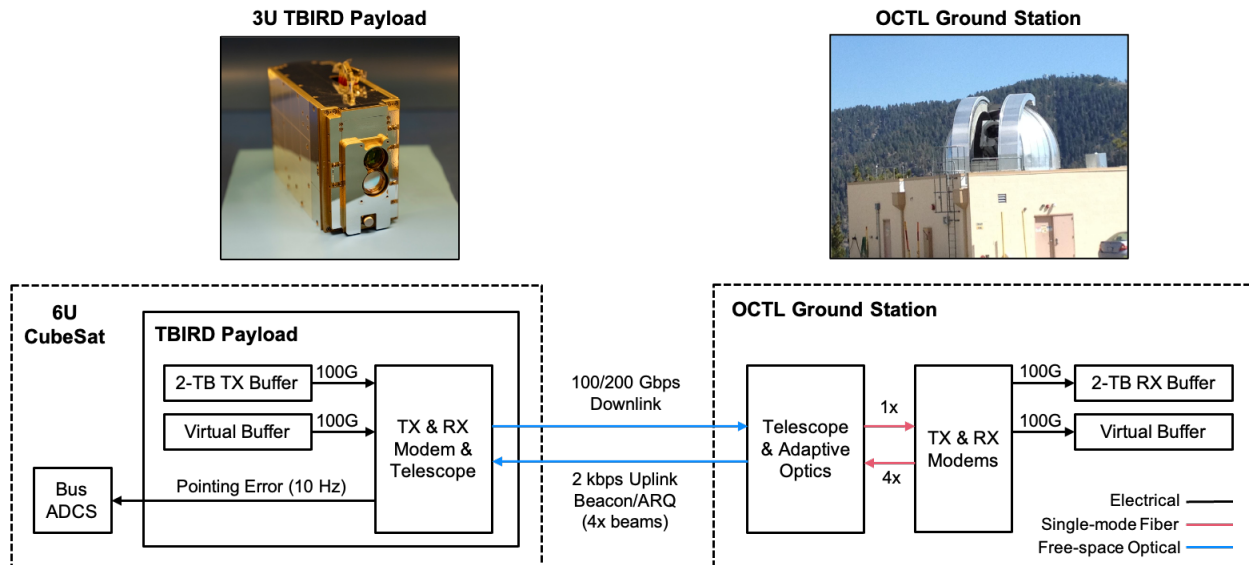 3U TBIRD Payload
OCTL Ground Station
6U
CubeSat
TBIRD Payload
2-TB TX Buffer
100G
Virtual Buffer
100G
TX & RX
Modem &
Telescope
Bus
ADCS
Pointing Error (10 Hz)
100/200 Gbps
Downlink
2 kbps Uplink
Beacon/ARQ
(4x beams)
OCTL Ground Station
Telescope
& Adaptive
Optics
1x
4x
TX & RX
Modems
100G
2-TB RX Buffer
100G
Virtual Buffer
Electrical
Single-mode Fiber
Free-space Optical